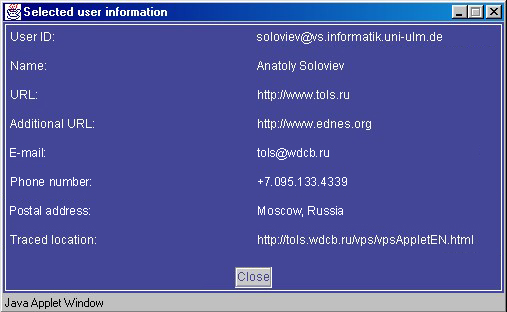 Selected user information
User ID: soloviev@vs.informatik.uni-ulm.de
Name: Anatoly Soloviev
URL: http://www.tols.ru
Additional URL: http://www.ednes.org
E-mail: tols@wdcb.ru
Phone number: +7.095.133.4339
Postal address: Moscow, Russia
Traced location: http://tols.wdcb.ru/vps/vpsAppletEN.html
Close
Java Applet Window